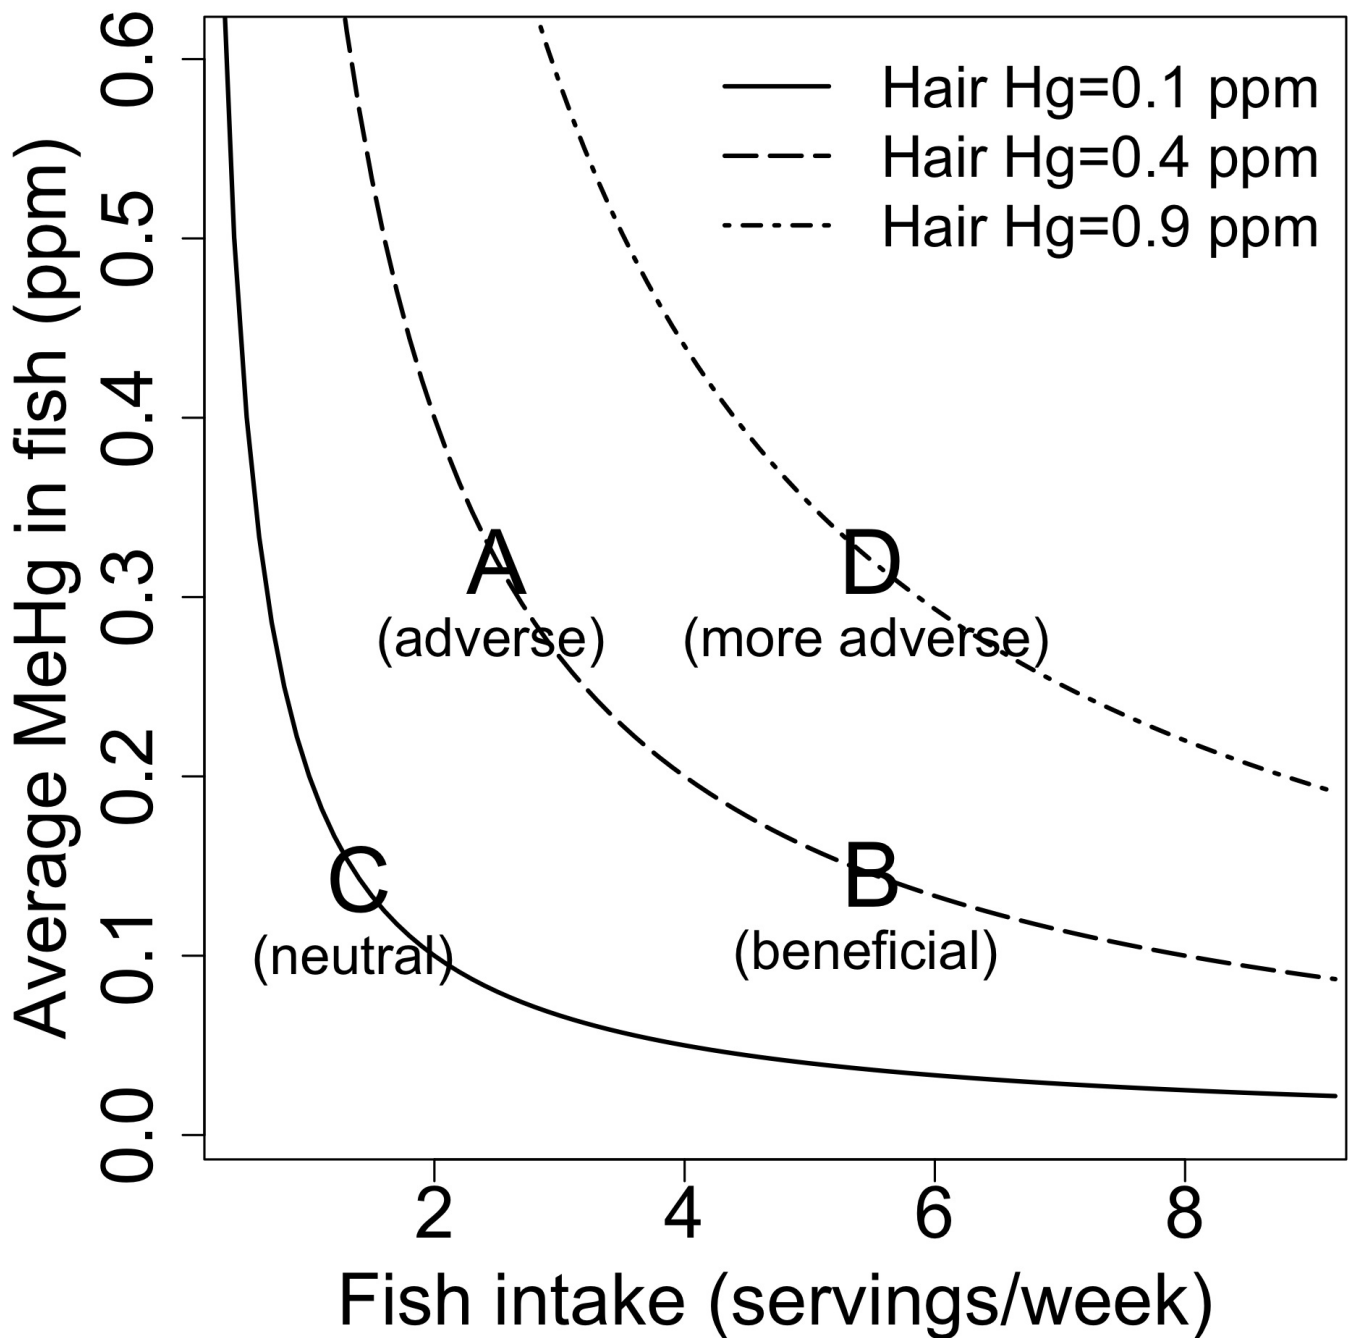 Average MeHg in fish (ppm)
0.6
0.5
0.4
0.3
0.2
0.1
0.0
Hair Hg=0.1 ppm
Hair Hg=0.4 ppm
Hair Hg=0.9 ppm
A
(adverse)
D
(more adverse)
C
(neutral)
B
(beneficial)
2 4 6 8
Fish intake (servings/week)